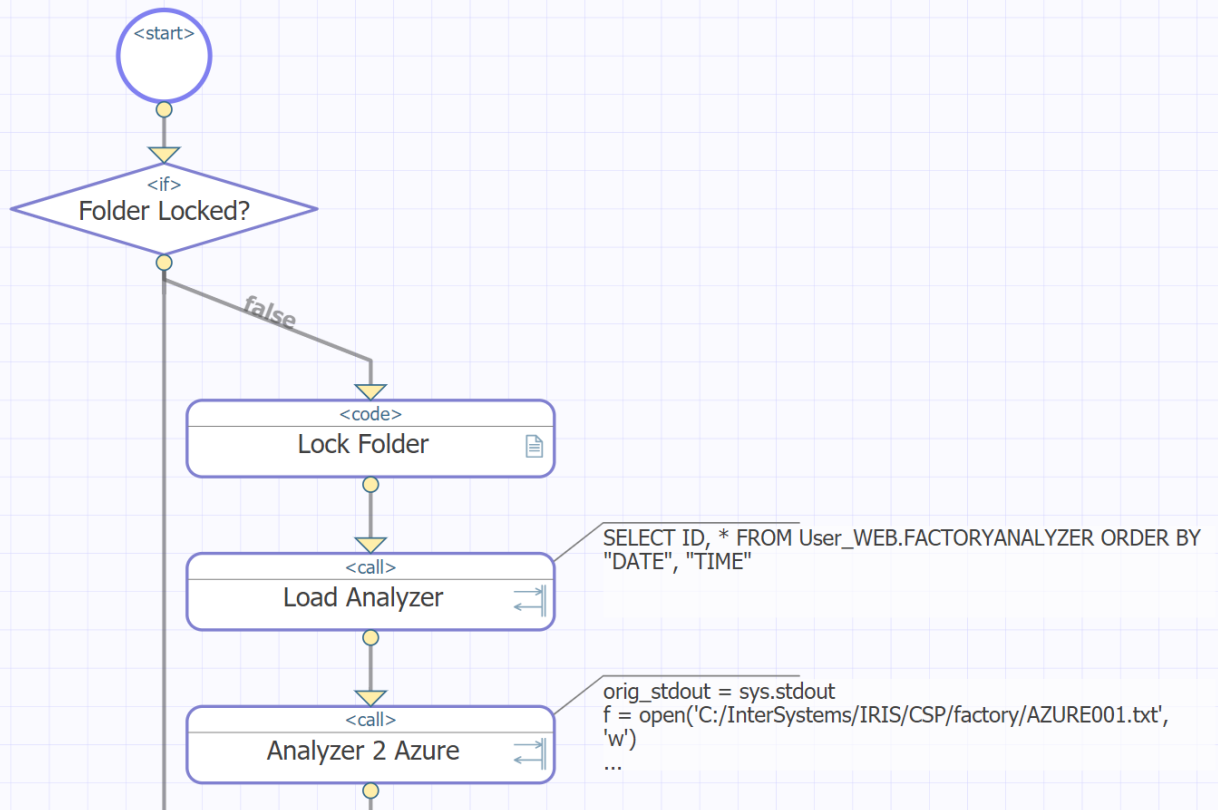 <start>
<if>
Folder Locked?
false
<code>
Lock Folder
<call>
Load Analyzer
SELECT ID, * FROM User_WEB.FACTORYANALYZER ORDER BY
"DATE", "TIME"
<call>
Analyzer 2 Azure
orig_stdout = sys.stdout
f = open('C:/InterSystems/IRIS/CSP/factory/AZURE001.txt',
'w')
...